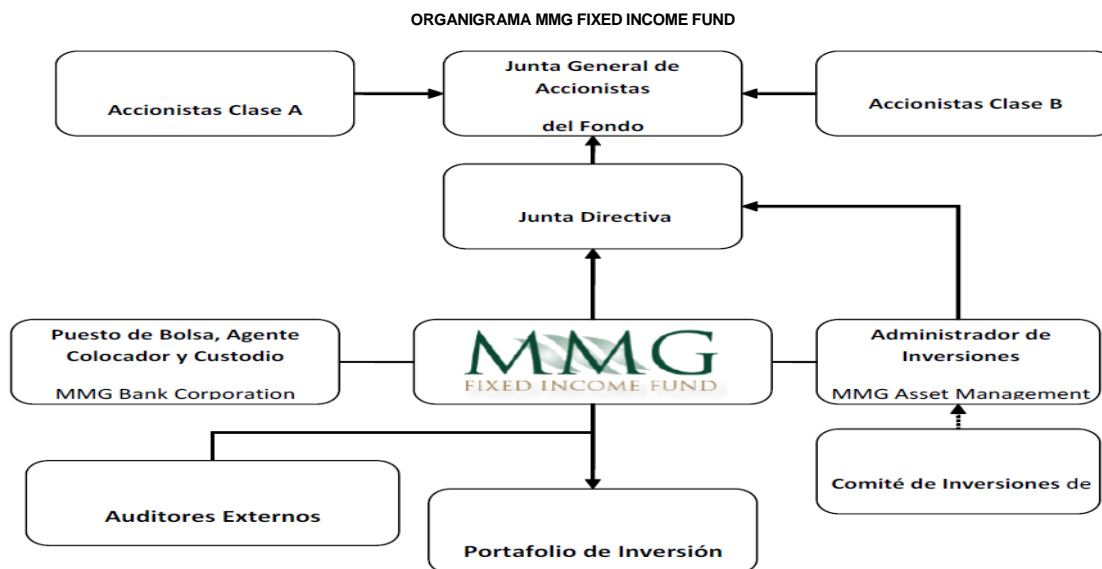 ORGANIGRAMA MMG FIXED INCOME FUND
Accionistas Clase A
Junta General de
Accionistas
del Fondo
Accionistas Clase B
Junta Directiva
Puesto de Bolsa, Agente
Colocador y Custodio
MMG Bank Corporation
MMG
FIXED INCOME FUND
Administrador de
Inversiones
MMG Asset Management
Comité de Inversiones de
Auditores Externos
Portafolio de Inversión